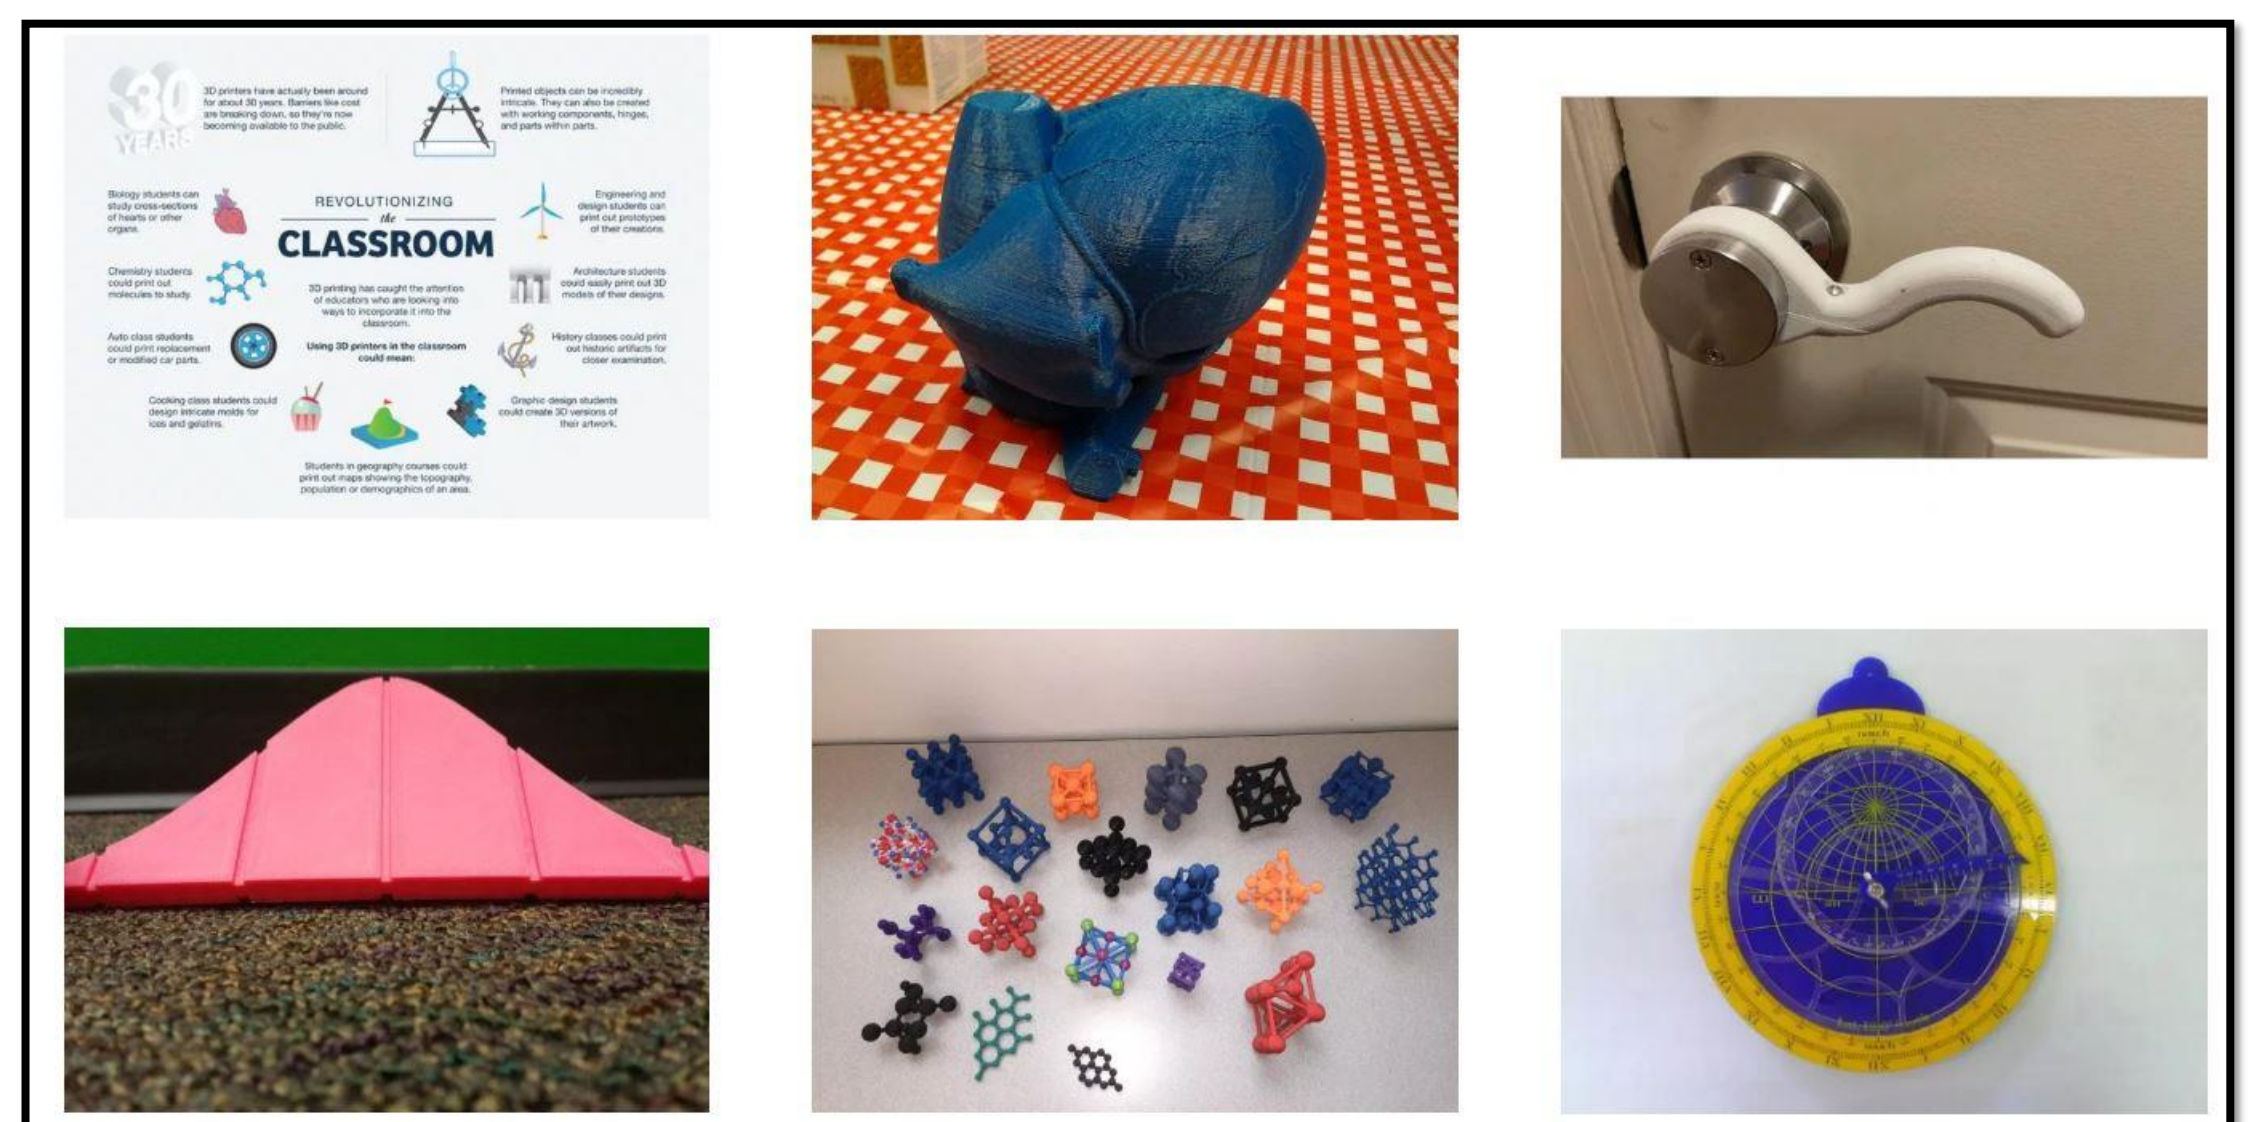 30
YEARS
3D printers have actually been around
for about 30 years. Barriers like cost
are breaking down, so they're now
becoming available to the public.
Printed objects can be incredibly
intricate. They can also be created
with working components, hinges,
and parts within parts.
Biology students can
study cross-sections
of hearts or other
organs.
REVOLUTIONIZING
the
CLASSROOM
Engineering and
design students can
print out prototypes
of their creations.
Chemistry students
could print out
molecules to study.
3D printing has caught the attention
of educators who are looking into
ways to incorporate it into the
classroom.
Architecture students
could easily print out 3D
models of their designs.
Auto class students
could print replacement
or modified car parts.
Using 3D printers in the classroom
could mean:
History classes could print
out historic artifacts for
closer examination.
Cooking class students could
design intricate molds for
ices and gelatins.
Graphic design students
could create 3D versions of
their artwork.
Students in geography courses could
print out maps showing the topography,
population or demographics of an area.